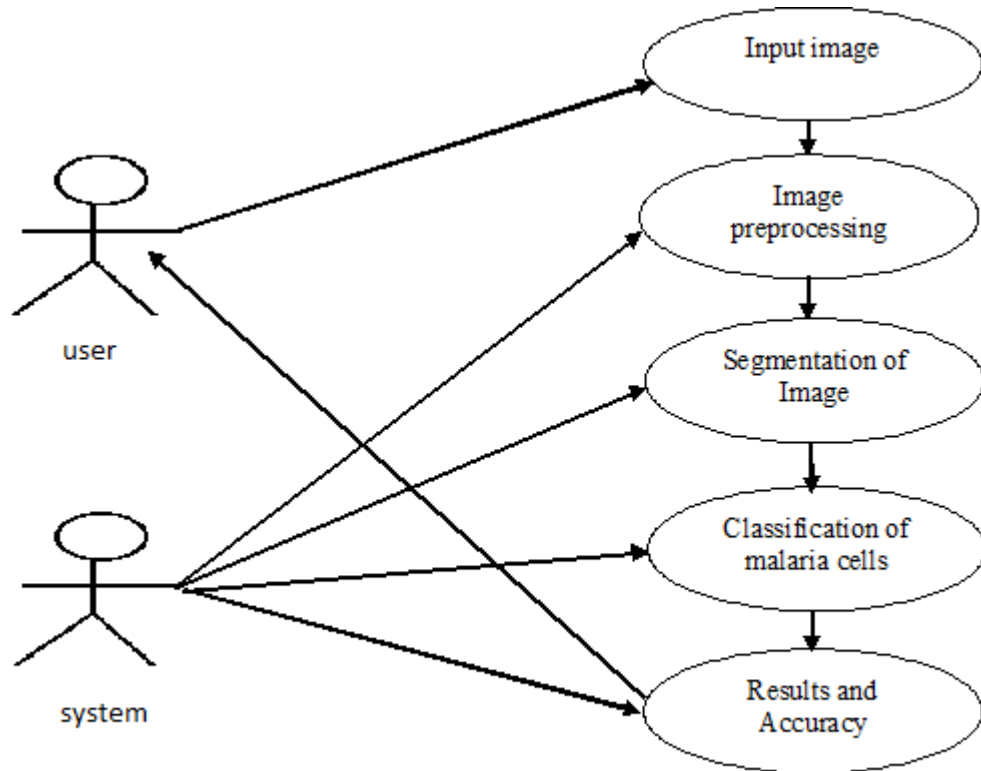 Input image
Image
preprocessing
user
Segmentation of
Image
Classification of
malaria cells
system
Results and
Accuracy